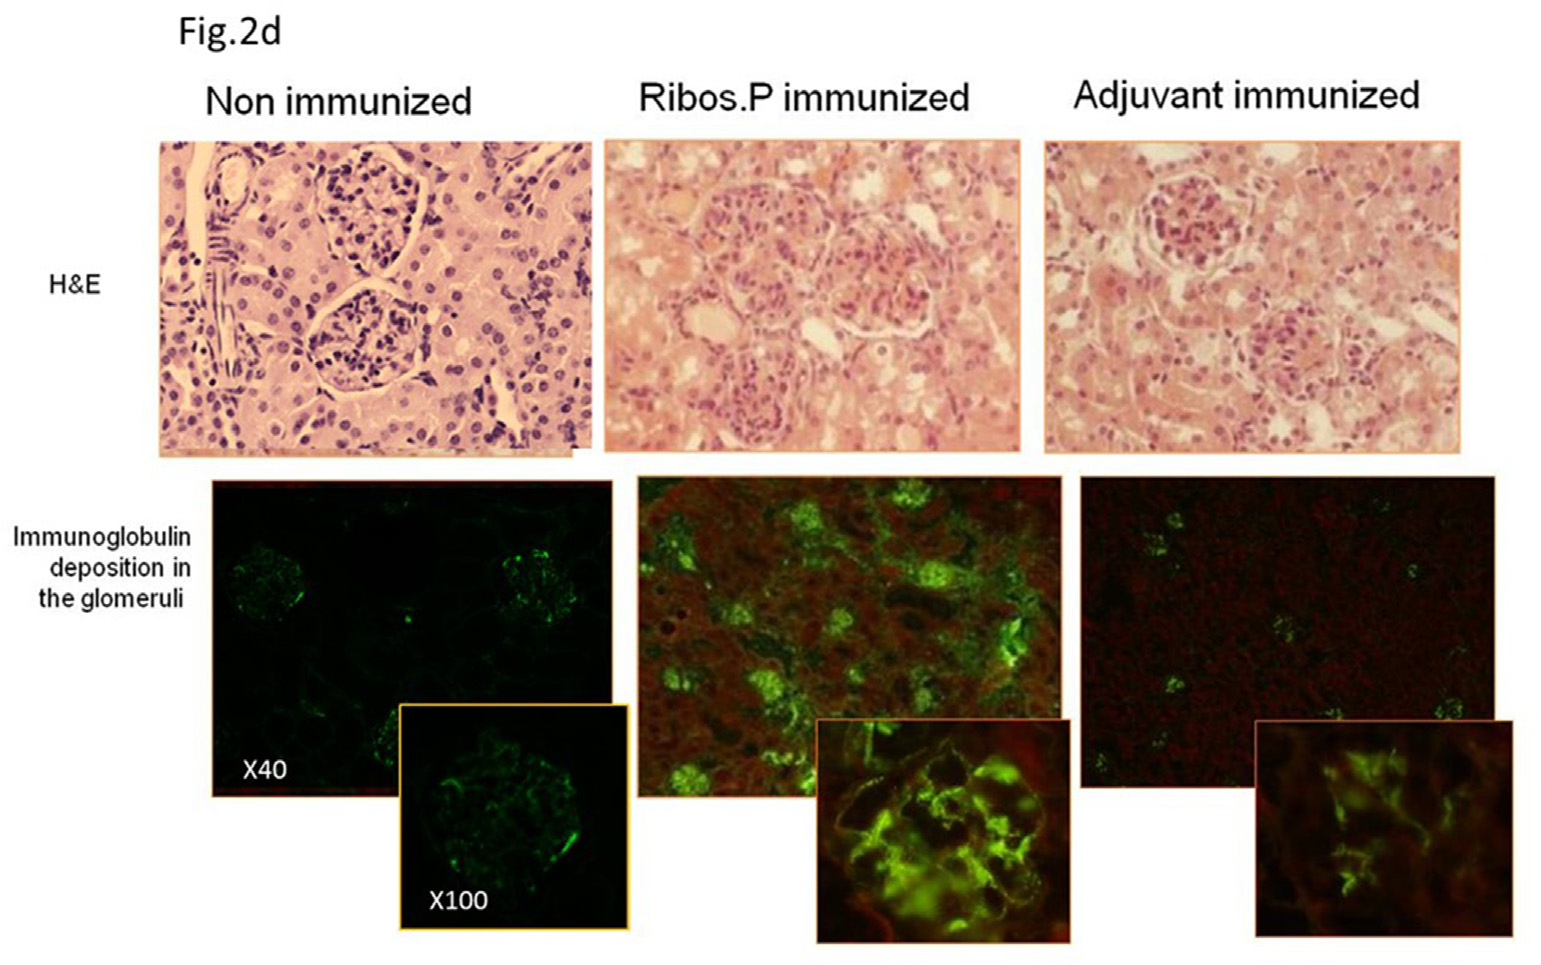 Fig.2d
Non immunized
Ribos.P immunized
Adjuvant immunized
H&E
Immunoglobulin
deposition in
the glomeruli
X40
X100